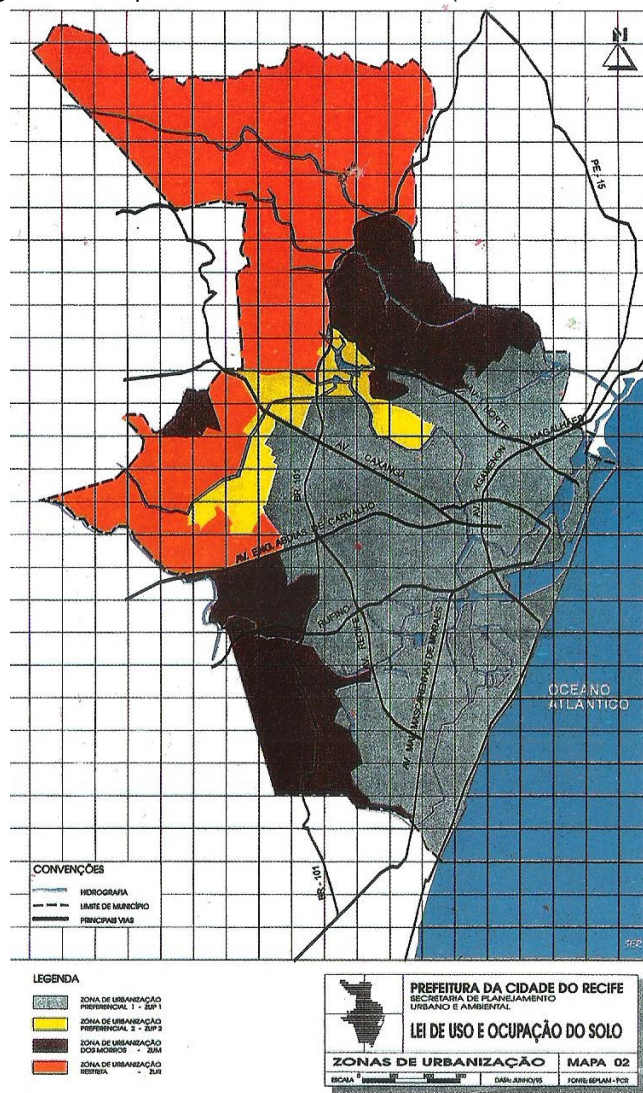 N
PE - 15
NORTE
AV.
MAGALHÃES
AGAMENON
AV.
AV. CAXANGÁ
BR - 101
AV. ENG. ABDIAS DE CARVALHO
RUFINO
RECIFE
AV. MAL. MASCARENHAS DE MORAES
OCEANO
ATLÂNTICO
BR - 101
CONVENÇÕES
HIDROGRAFIA
LIMITE DE MUNICÍPIO
PRINCIPAIS VIAS
LEGENDA
ZONA DE URBANIZAÇÃO
PREFERENCIAL 1 - ZUP 1
ZONA DE URBANIZAÇÃO
PREFERENCIAL 2 - ZUP 2
ZONA DE URBANIZAÇÃO
DOS MORROS - ZUM
ZONA DE URBANIZAÇÃO
RESTRITA - ZUR
PREFEITURA DA CIDADE DO RECIFE
SECRETARIA DE PLANEJAMENTO
URBANO E AMBIENTAL
LEI DE USO E OCUPAÇÃO DO SOLO
ZONAS DE URBANIZAÇÃO
MAPA 02
ESCALA
DATA: JUNHO/95
FONTE: SEPLAM - PCR